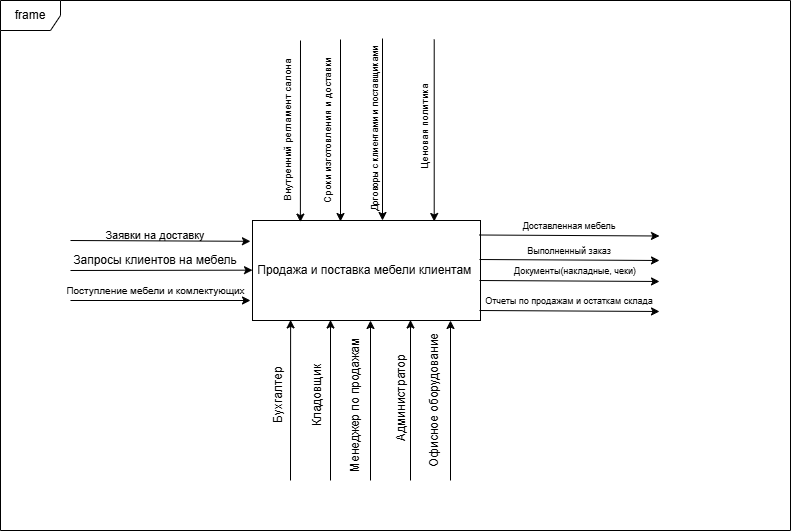 frame
Внутренний регламент салона
Сроки изготовления и доставки
Договоры с клиентами и поставщиками
Ценовая политика
Заявки на доставку
Запросы клиентов на мебель
Поступление мебели и комлектующих
Продажа и поставка мебели клиентам
Доставленная мебель
Выполненный заказ
Документы(накладные, чеки)
Отчеты по продажам и остаткам склада
Бухгалтер
Кладовщик
Менеджер по продажам
Администратор
Офисное оборудование